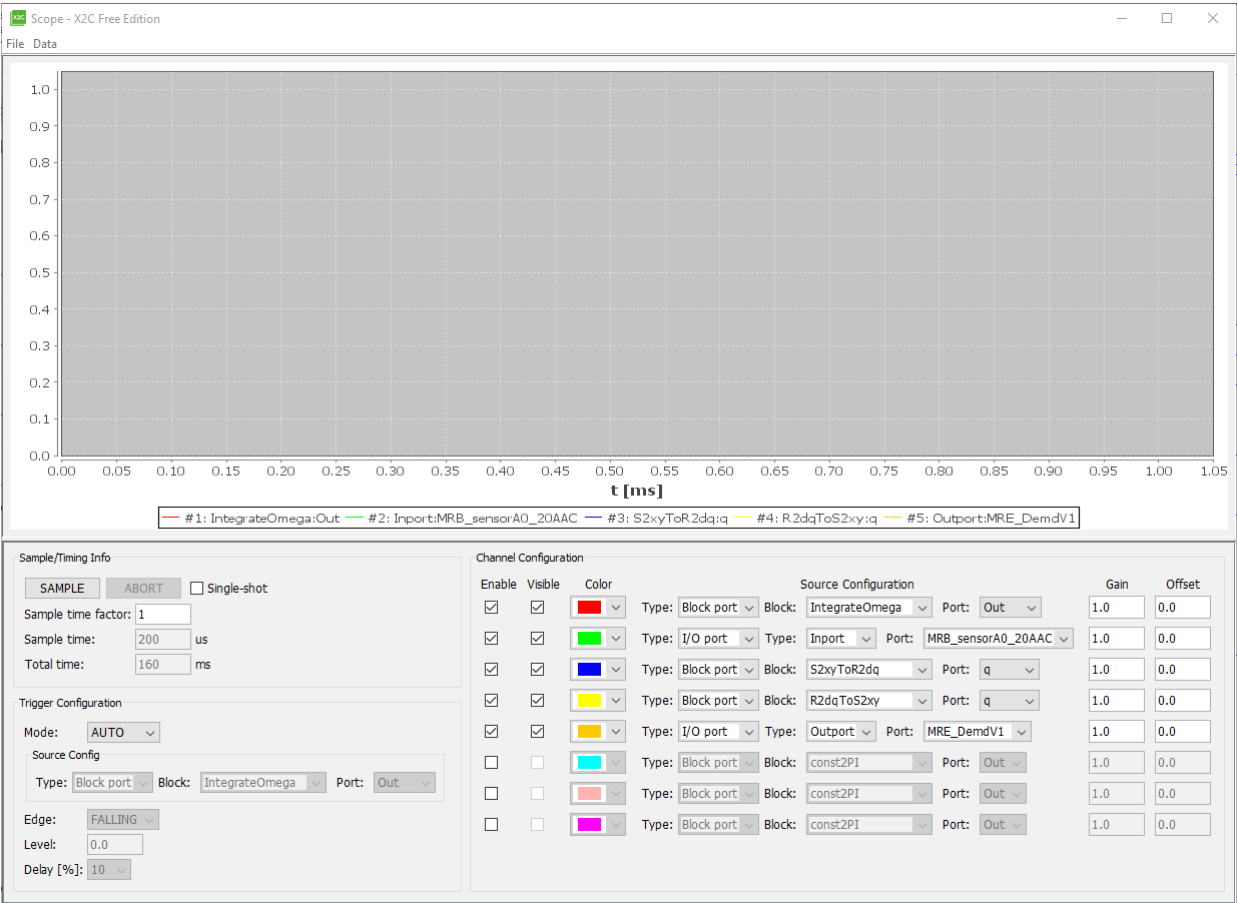 X2C Scope - X2C Free Edition
File Data
1.0
0.9
0.8
0.7
0.6
0.5
0.4
0.3
0.2
0.1
0.0
0.00 0.05 0.10 0.15 0.20 0.25 0.30 0.35 0.40 0.45 0.50 0.55 0.60 0.65 0.70 0.75 0.80 0.85 0.90 0.95 1.00 1.05
t [ms]
#1: IntegrateOmega:Out #2: Inport:MRB_sensorA0_20AAC #3: S2xyToR2dq:q #4: R2dqToS2xy:q #5: Outport:MRE_DemdV1
Sample/Timing Info
SAMPLE ABORT Single-shot
Sample time factor: 1
Sample time: 200 us
Total time: 160 ms
Trigger Configuration
Mode: AUTO
Source Config
Type: Block port Block: IntegrateOmega Port: Out
Edge: FALLING
Level: 0.0
Delay [%]: 10
Channel Configuration
Enable Visible Color Source Configuration Gain Offset
Type: Block port Block: IntegrateOmega Port: Out 1.0 0.0
Type: I/O port Type: Inport Port: MRB_sensorA0_20AAC 1.0 0.0
Type: Block port Block: S2xyToR2dq Port: q 1.0 0.0
Type: Block port Block: R2dqToS2xy Port: q 1.0 0.0
Type: I/O port Type: Outport Port: MRE_DemdV1 1.0 0.0
Type: Block port Block: const2PI Port: Out 1.0 0.0
Type: Block port Block: const2PI Port: Out 1.0 0.0
Type: Block port Block: const2PI Port: Out 1.0 0.0